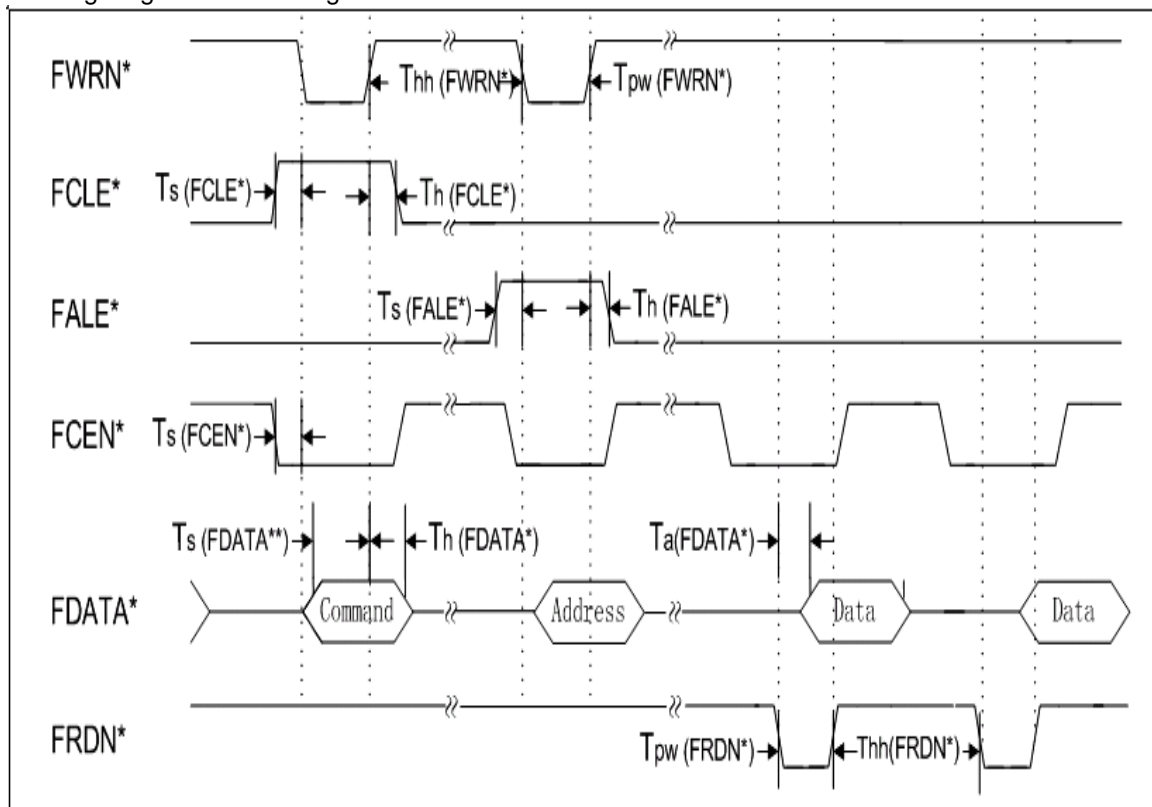 FWRN*
Thh (FWRN*)
Tpw (FWRN*)
FCLE*
Ts (FCLE*)
Th (FCLE*)
FALE*
Ts (FALE*)
Th (FALE*)
FCEN*
Ts (FCEN*)
Ts (FDATA**)
Th (FDATA*)
Ta(FDATA*)
FDATA*
Command
Address
Data
Data
FRDN*
Tpw (FRDN*)
Thh(FRDN*)